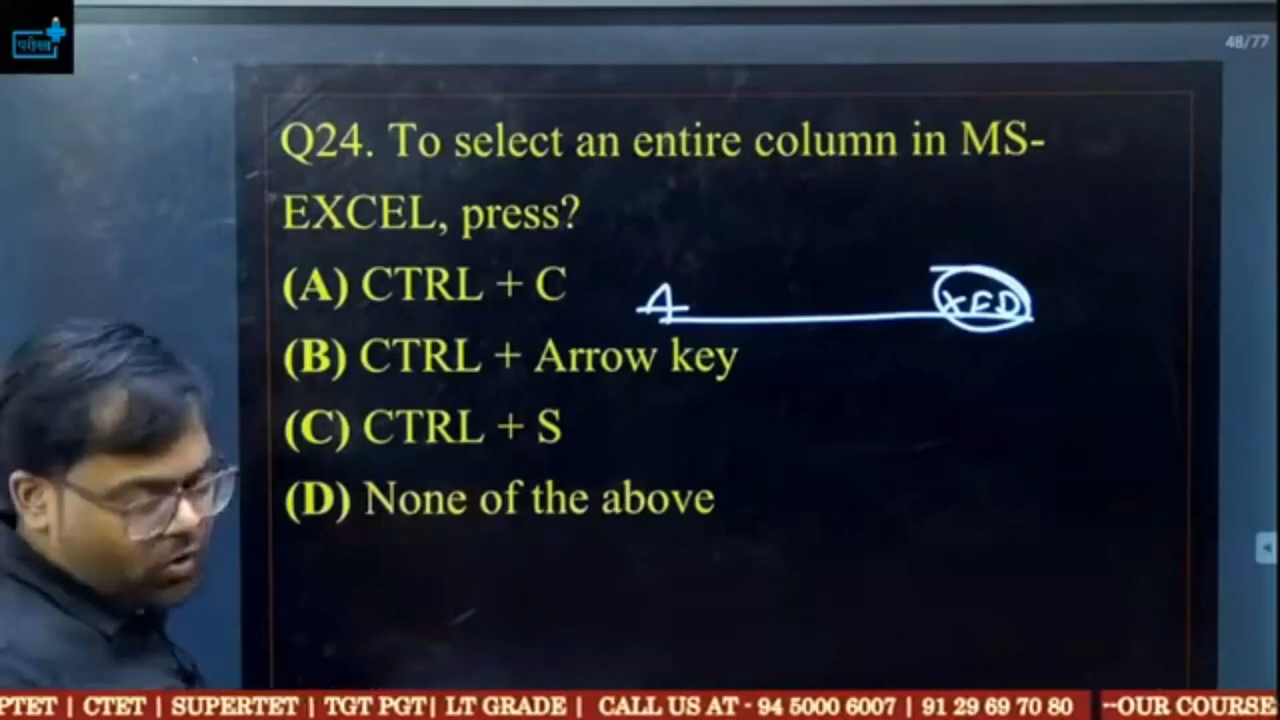 परीक्षा
48/77
Q24. To select an entire column in MS-
EXCEL, press?
(A) CTRL + C
A XFD
(B) CTRL + Arrow key
(C) CTRL + S
(D) None of the above
PTET | CTET | SUPERTET | TGT PGT| LT GRADE | CALL US AT - 94 5000 6007 | 91 29 69 70 80 --OUR COURSE